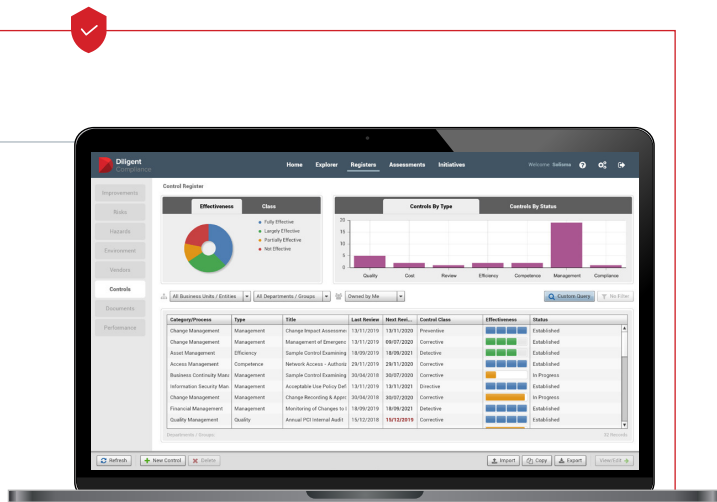 Diligent
Compliance
Home Explorer Registers Assessments Initiatives
Welcome Sallyma
Improvements
Risks
Hazards
Environment
Vendors
Controls
Documents
Performance
Control Register
Effectiveness Class
Fully Effective
Largely Effective
Partially Effective
Not Effective
Controls By Type Controls By Status
20
15
10
5
0
Quality Cost Review Efficiency Competence Management Compliance
All Business Units / Entities All Departments / Groups Owned by Me Custom Query No Filter
Category/Process Type Title Last Review Next Revi... Control Class Effectiveness Status
Change Management Management Change Impact Assessme 13/11/2019 13/11/2020 Preventive Established
Change Management Management Management of Emergenc 13/11/2019 09/07/2020 Corrective Established
Asset Management Efficiency Sample Control Examining 18/09/2020 18/09/2021 Detective Established
Access Management Competence Network Access - Authoriz 29/11/2019 29/11/2020 Corrective Established
Business Continuity Man Management Sample Control Examining 30/04/2018 30/07/2020 Corrective In Progress
Information Security Man Management Acceptable Use Policy Def 13/11/2019 13/11/2021 Directive Established
Change Management Management Change Recording & Appro 30/04/2018 30/07/2020 Corrective In Progress
Financial Management Management Monitoring of Changes to 18/09/2019 18/09/2021 Detective Established
Quality Management Quality Annual PCI Internal Audit 15/12/2018 15/12/2019 Corrective Established
Departments / Groups 32 Records
Refresh New Control Delete Import Copy Export View/Edit